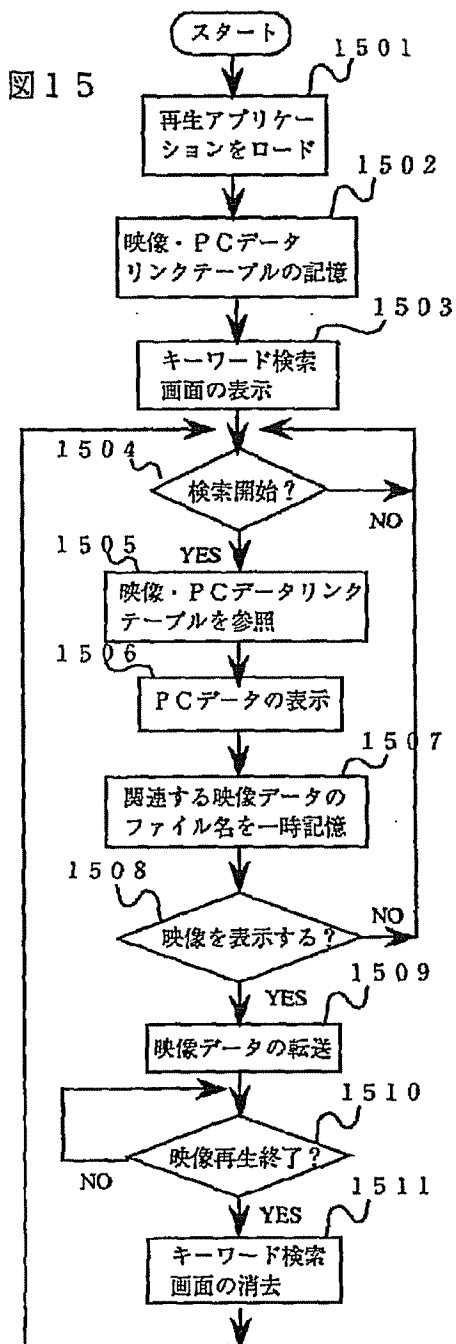 図15
スタート
1501
再生アプリケー
ションをロード
1502
映像・PCデータ
リンクテーブルの記憶
1503
キーワード検索
画面の表示
1504
検索開始?
NO
YES
1505
映像・PCデータリンク
テーブルを参照
1506
PCデータの表示
1507
関連する映像データの
ファイル名を一時記憶
1508
映像を表示する?
NO
YES
1509
映像データの転送
1510
映像再生終了?
NO
YES
1511
キーワード検索
画面の消去